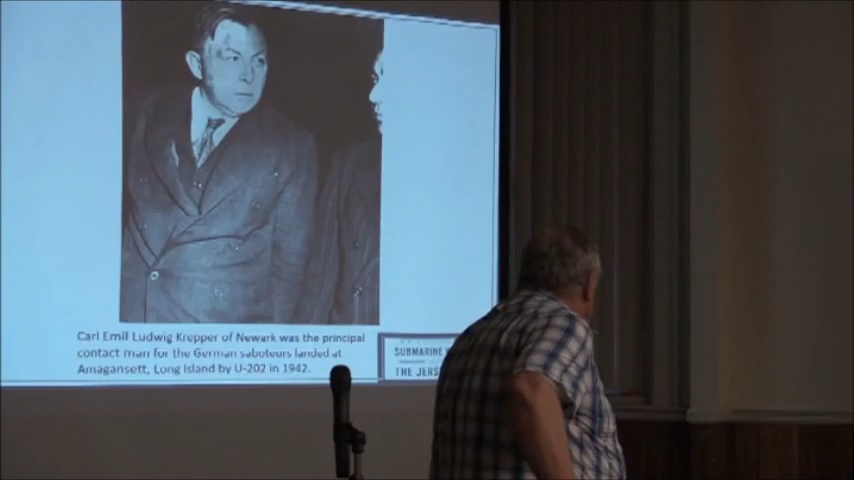 Carl Emil Ludwig Krepper of Newark was the principal
contact man for the German saboteurs landed at
Amagansett, Long Island by U-202 in 1942.
SUBMARINE
THE JERS